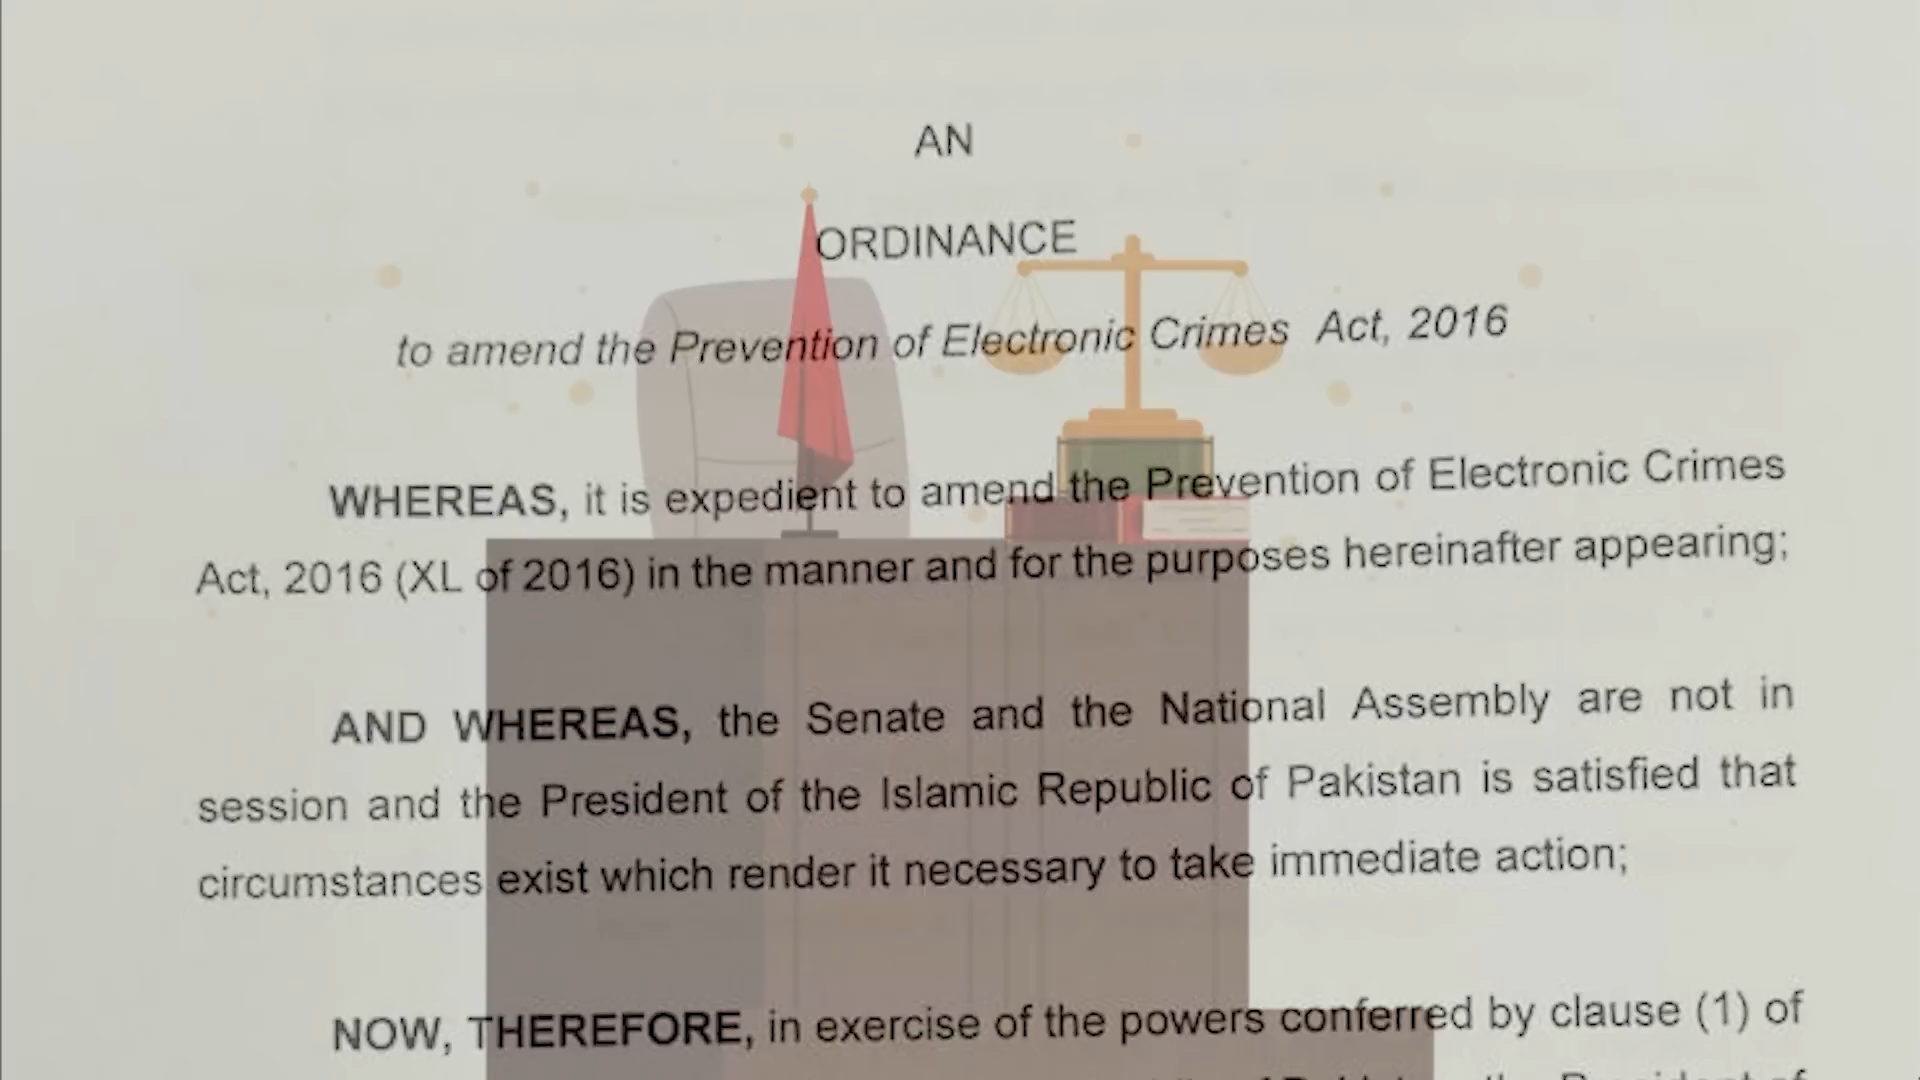 AN
ORDINANCE
to amend the Prevention of Electronic Crimes Act, 2016
WHEREAS, it is expedient to amend the Prevention of Electronic Crimes
Act, 2016 (XL of 2016) in the manner and for the purposes hereinafter appearing;
AND WHEREAS, the Senate and the National Assembly are not in
session and the President of the Islamic Republic of Pakistan is satisfied that
circumstances exist which render it necessary to take immediate action;
NOW, THEREFORE, in exercise of the powers conferred by clause (1) of